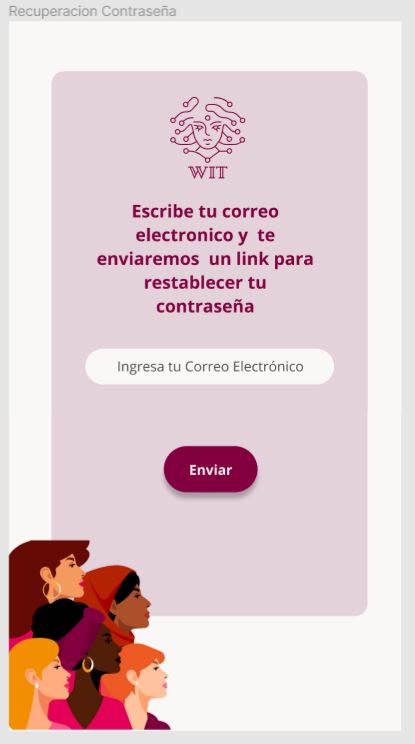 Recuperacion Contraseña
WIT
Escribe tu correo
electronico y te
enviaremos un link para
restablecer tu
contraseña
Ingresa tu Correo Electrónico
Enviar